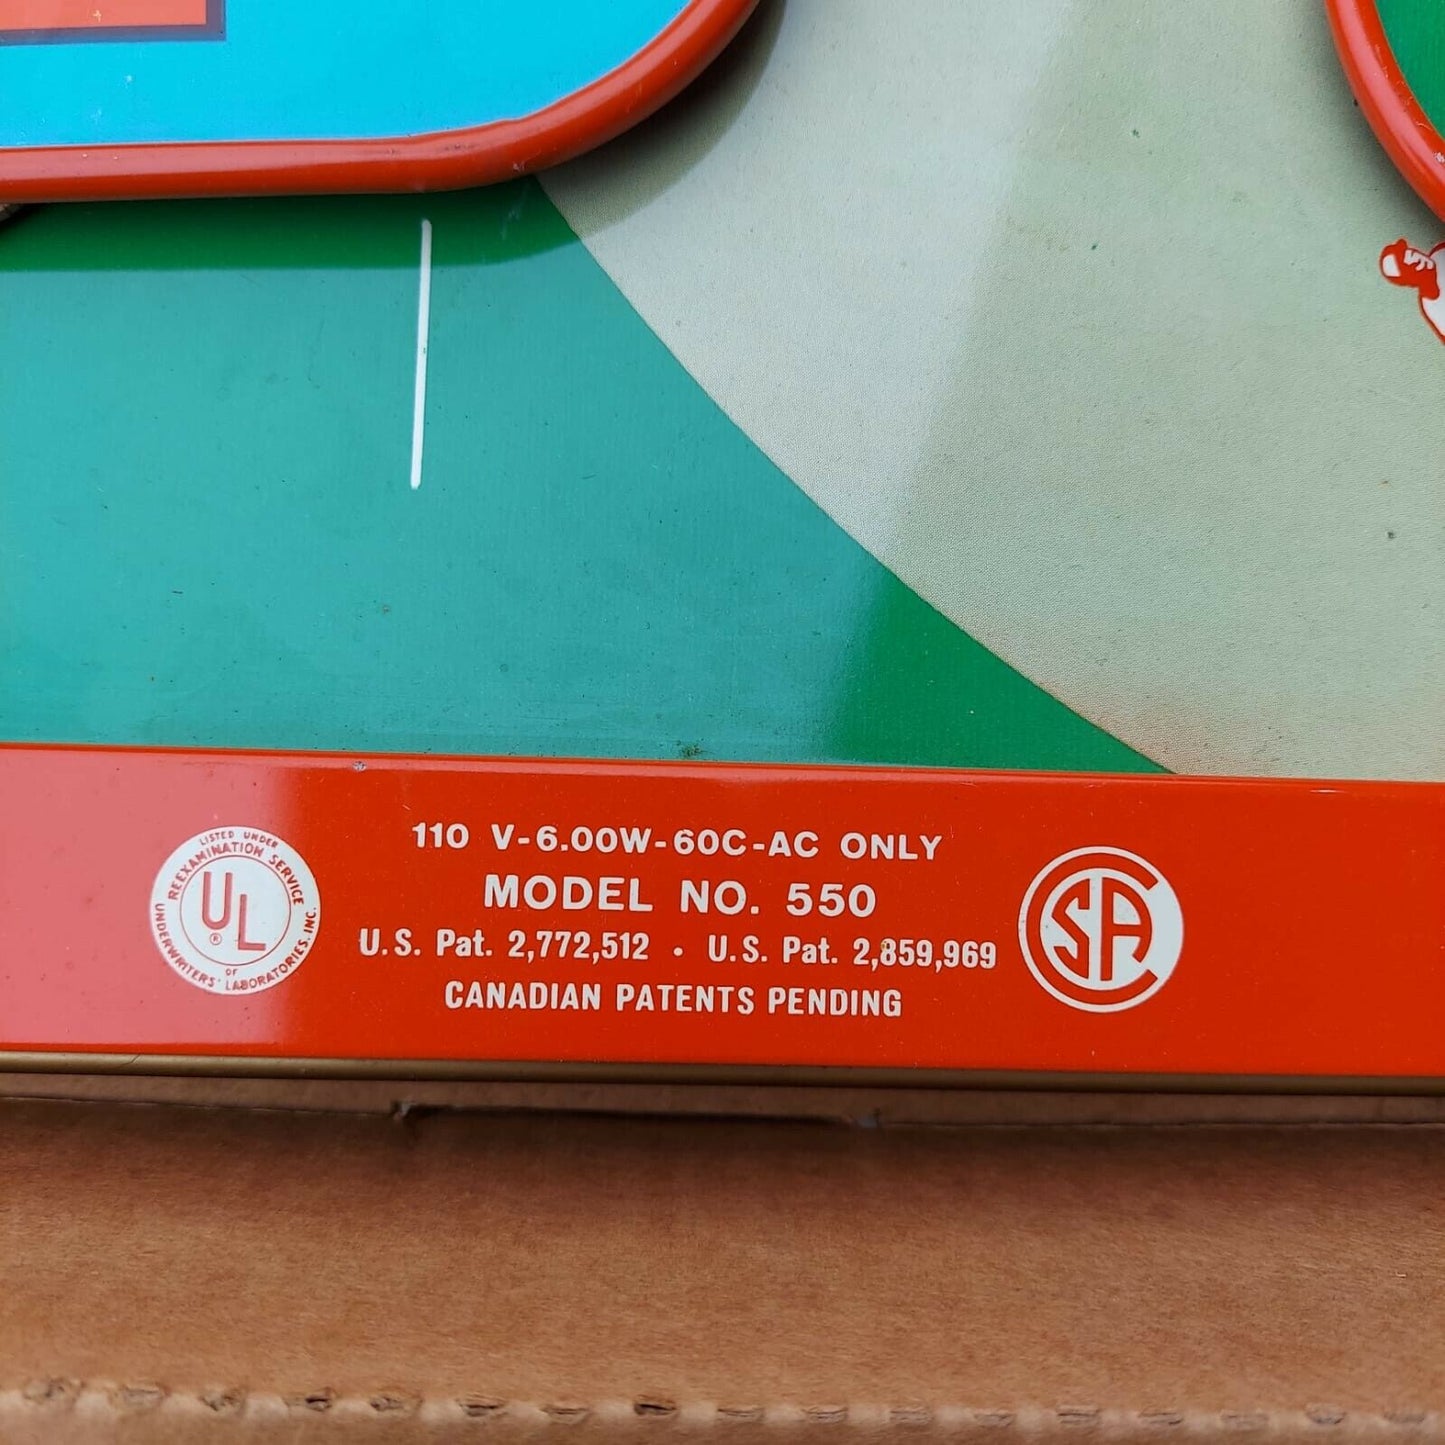 LISTED UNDER
REEXAMINATION SERVICE
UL®
OF
UNDERWRITERS' LABORATORIES, INC.
110 V-6.00W-60C-AC ONLY
MODEL NO. 550
U.S. Pat. 2,772,512 • U.S. Pat. 2,859,969
CANADIAN PATENTS PENDING
CSA